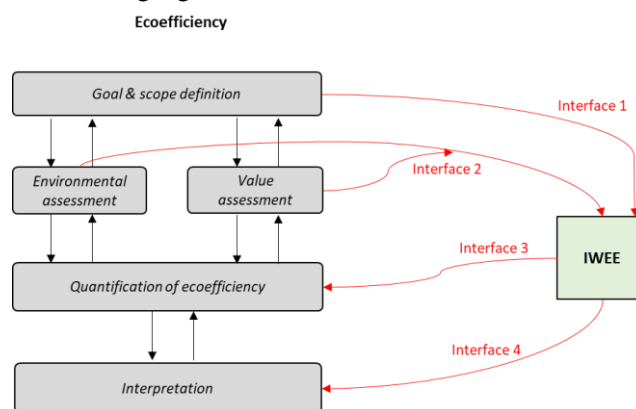 Ecoefficiency
Goal & scope definition
Interface 1
Environmental
assessment
Value
assessment
Interface 2
Interface 3
IWEE
Quantification of ecoefficiency
Interface 4
Interpretation